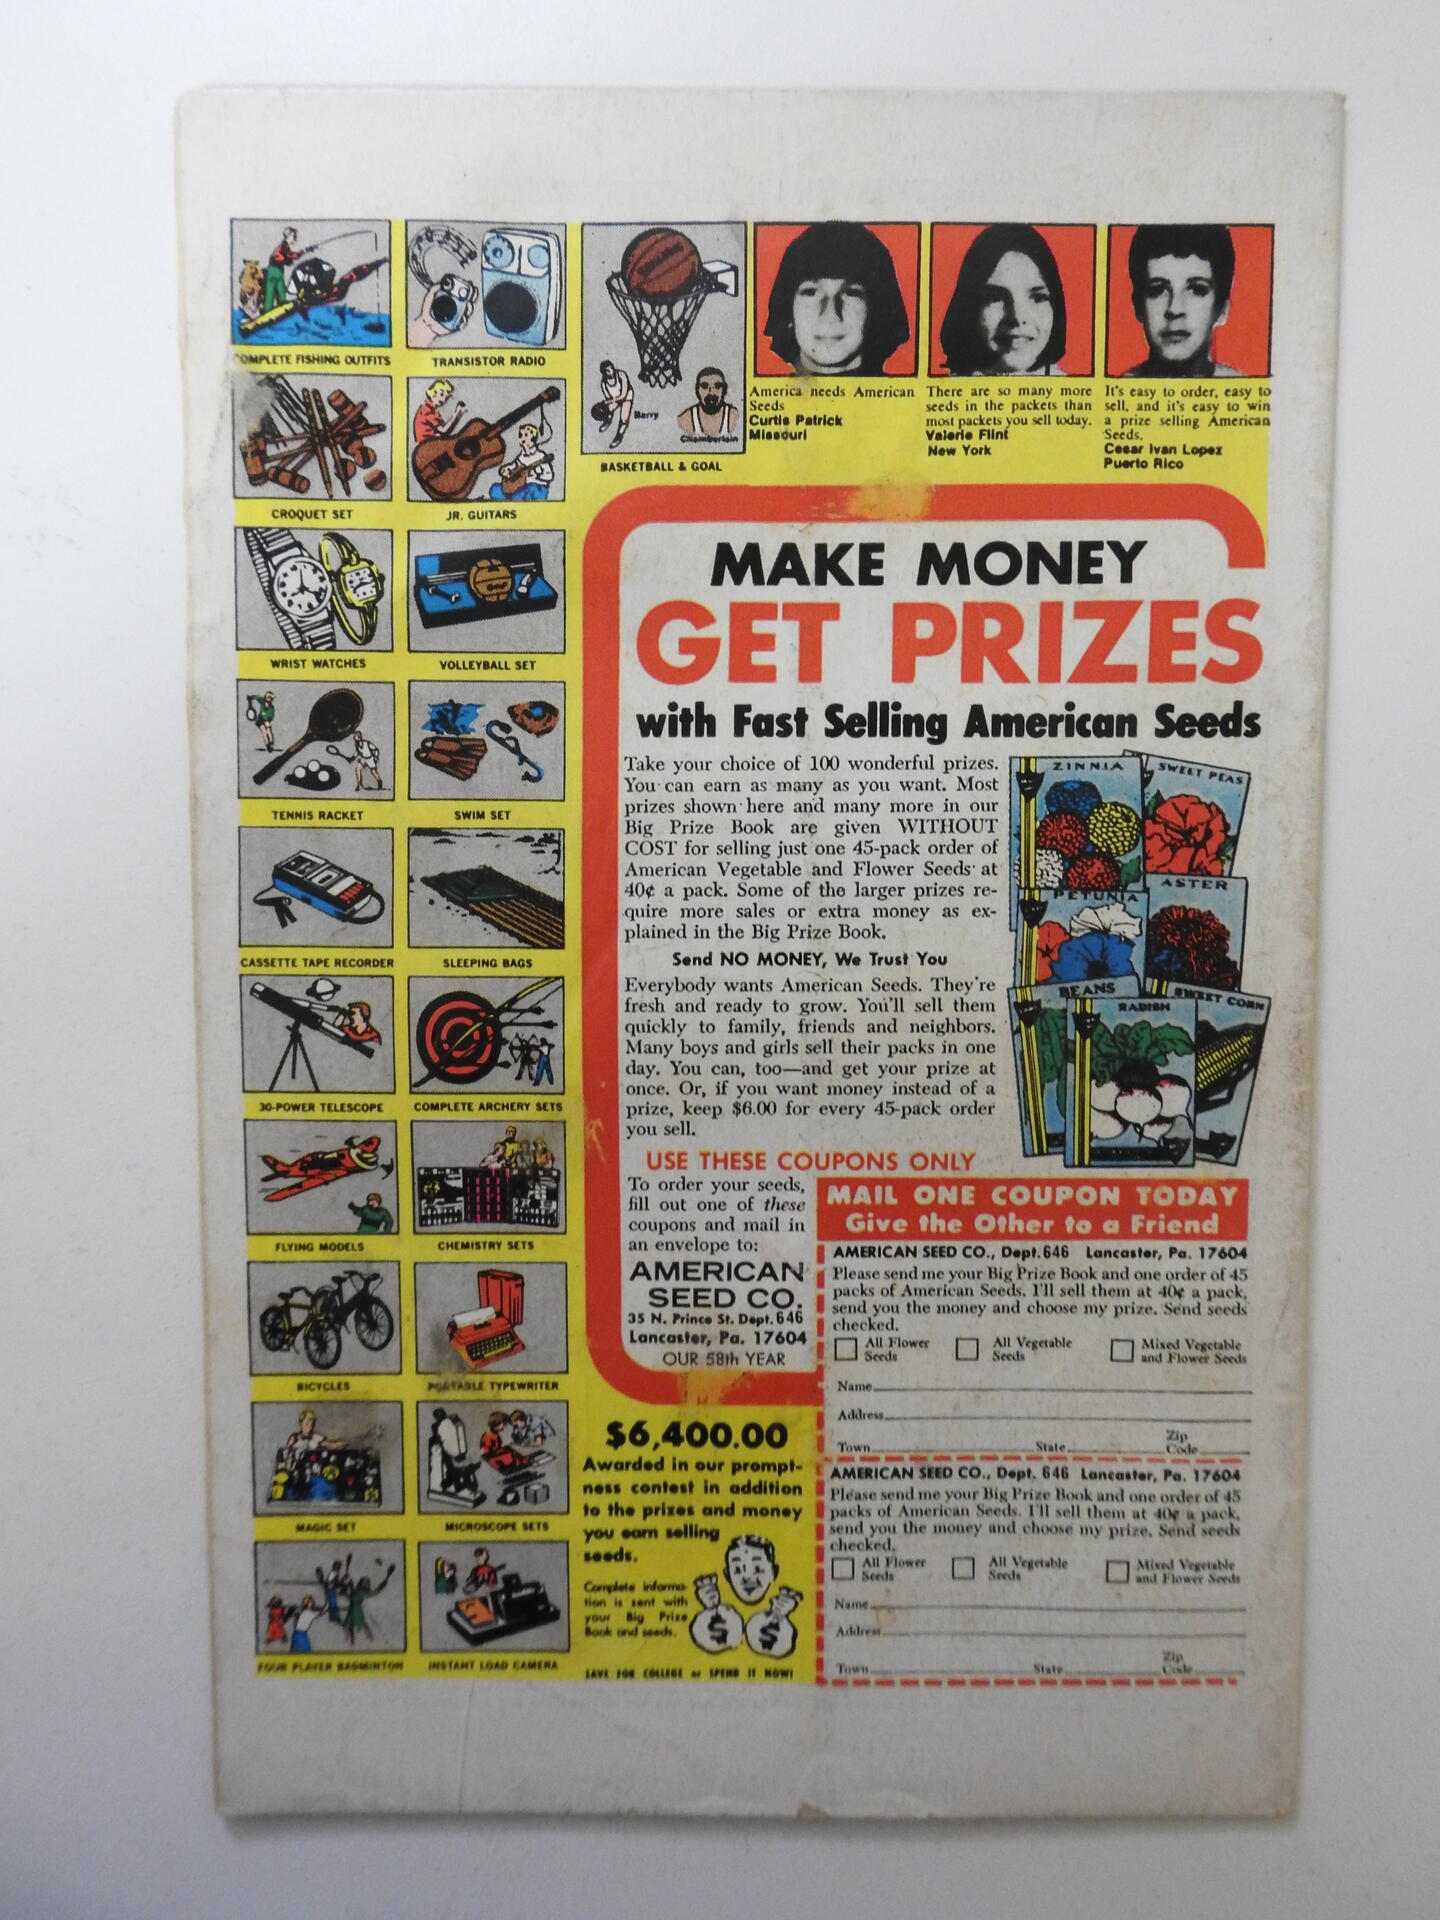 COMPLETE FISHING OUTFITS
TRANSISTOR RADIO
CROQUET SET
JR. GUITARS
WRIST WATCHES
VOLLEYBALL SET
TENNIS RACKET
SWIM SET
CASSETTE TAPE RECORDER
SLEEPING BAGS
30-POWER TELESCOPE
COMPLETE ARCHERY SETS
FLYING MODELS
CHEMISTRY SETS
BICYCLES
PORTABLE TYPEWRITER
MAGIC SET
MICROSCOPE SETS
FOUR PLAYER BADMINTON
INSTANT LOAD CAMERA
Barry
Chamberlain
BASKETBALL & GOAL
America needs American
Seeds
Curtis Patrick
Missouri
There are so many more
seeds in the packets than
most packets you sell today.
Valerie Flint
New York
It's easy to order, easy to
sell, and it's easy to win
a prize selling American
Seeds.
Cesar Ivan Lopez
Puerto Rico
MAKE MONEY
GET PRIZES
with Fast Selling American Seeds
Take your choice of 100 wonderful prizes.
You can earn as many as you want. Most
prizes shown here and many more in our
Big Prize Book are given WITHOUT
COST for selling just one 45-pack order of
American Vegetable and Flower Seeds at
40¢ a pack. Some of the larger prizes re-
quire more sales or extra money as ex-
plained in the Big Prize Book.
Send NO MONEY, We Trust You
Everybody wants American Seeds. They're
fresh and ready to grow. You'll sell them
quickly to family, friends and neighbors.
Many boys and girls sell their packs in one
day. You can, too—and get your prize at
once. Or, if you want money instead of a
prize, keep $6.00 for every 45-pack order
you sell.
ZINNIA
SWEET PEAS
PETUNIA
ASTER
BEANS
RADISH
SWEET CORN
USE THESE COUPONS ONLY
To order your seeds,
fill out one of these
coupons and mail in
an envelope to:
AMERICAN
SEED CO.
35 N. Prince St. Dept. 646
Lancaster, Pa. 17604
OUR 58th YEAR
MAIL ONE COUPON TODAY
Give the Other to a Friend
AMERICAN SEED CO., Dept. 646 Lancaster, Pa. 17604
Please send me your Big Prize Book and one order of 45
packs of American Seeds. I'll sell them at 40¢ a pack,
send you the money and choose my prize. Send seeds
checked.
All Flower
Seeds
All Vegetable
Seeds
Mixed Vegetable
and Flower Seeds
Name
Address
Town State Zip
Code
AMERICAN SEED CO., Dept. 646 Lancaster, Pa. 17604
Please send me your Big Prize Book and one order of 45
packs of American Seeds. I'll sell them at 40¢ a pack,
send you the money and choose my prize. Send seeds
checked.
All Flower
Seeds
All Vegetable
Seeds
Mixed Vegetable
and Flower Seeds
Name
Address
Town State Zip
Code
$6,400.00
Awarded in our prompt-
ness contest in addition
to the prizes and money
you earn selling
seeds.
Complete informa-
tion is sent with
your Big Prize
Book and seeds.
$ $
SAVE FOR COLLEGE or SPEND IT NOW!